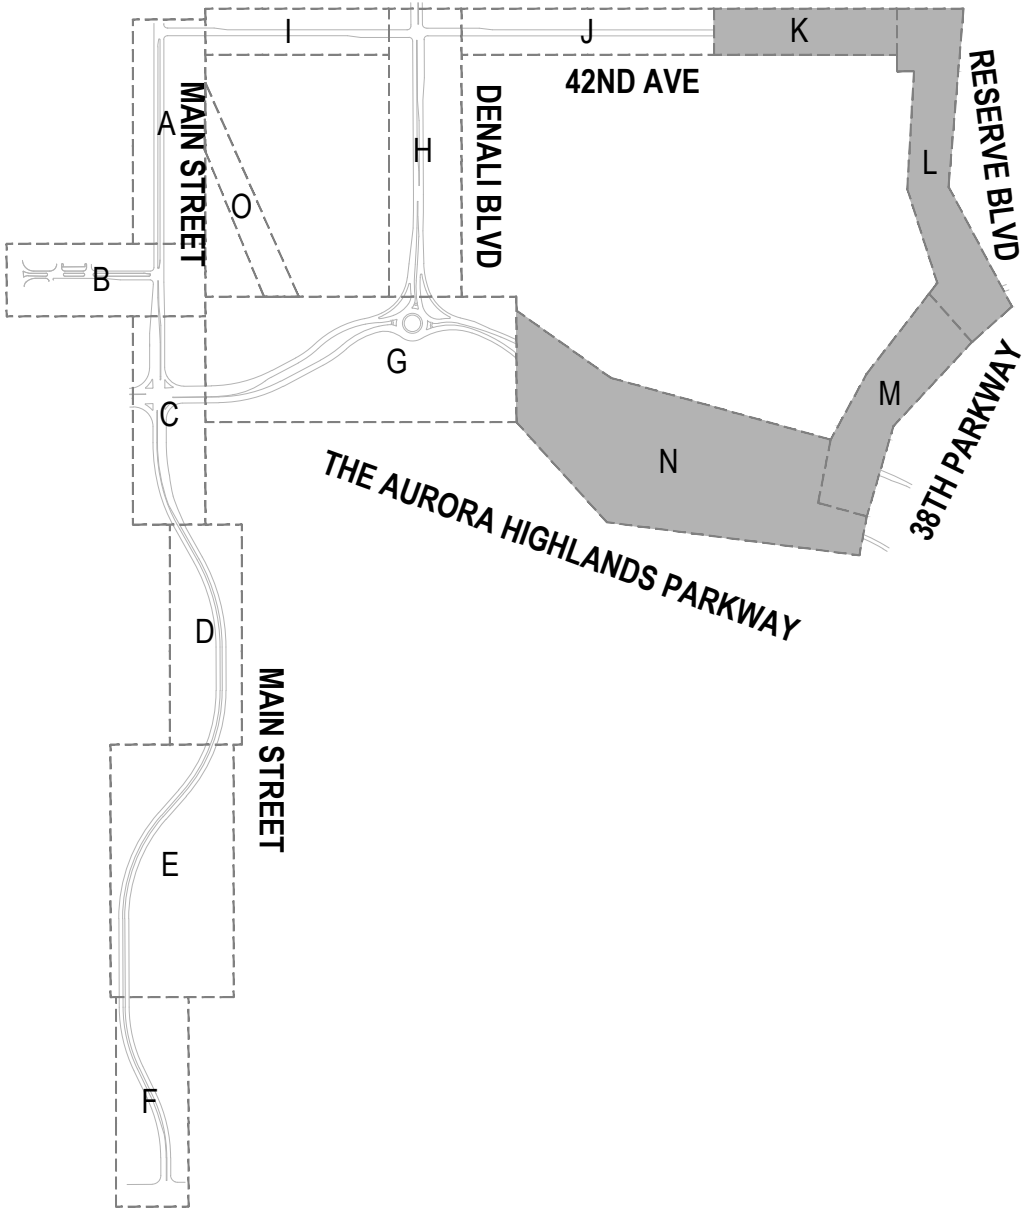 I
J
K
42ND AVE
RESERVE BLVD
MAIN STREET
DENALI BLVD
A
H
L
O
B
G
38TH PARKWAY
M
C
N
THE AURORA HIGHLANDS PARKWAY
D
MAIN STREET
E
F